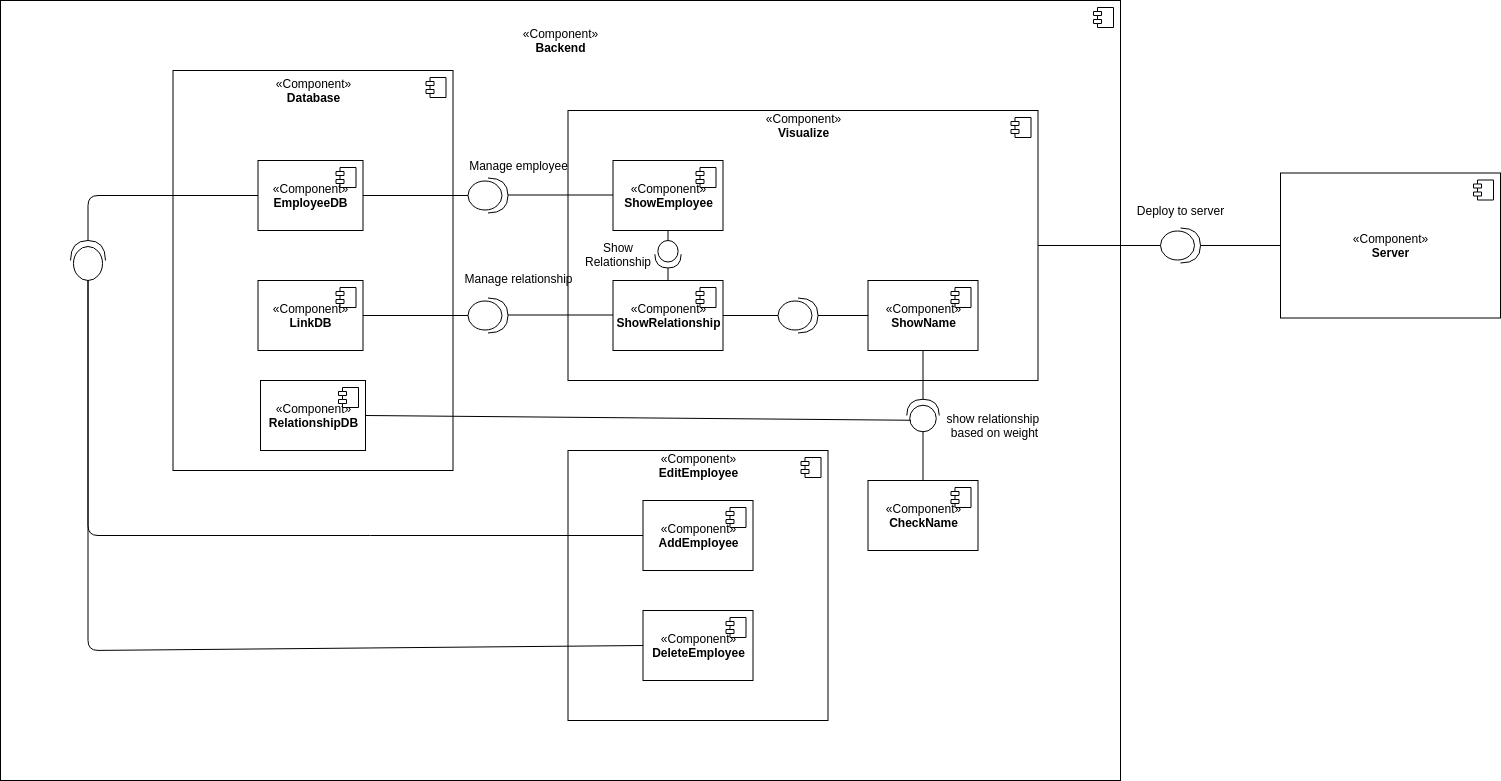 «Component»
Backend
«Component»
Database
«Component»
Visualize
Manage employee
«Component»
EmployeeDB
«Component»
ShowEmployee
Deploy to server
«Component»
Server
Show
Relationship
Manage relationship
«Component»
LinkDB
«Component»
ShowRelationship
«Component»
ShowName
«Component»
RelationshipDB
show relationship
based on weight
«Component»
EditEmployee
«Component»
AddEmployee
«Component»
CheckName
«Component»
DeleteEmployee